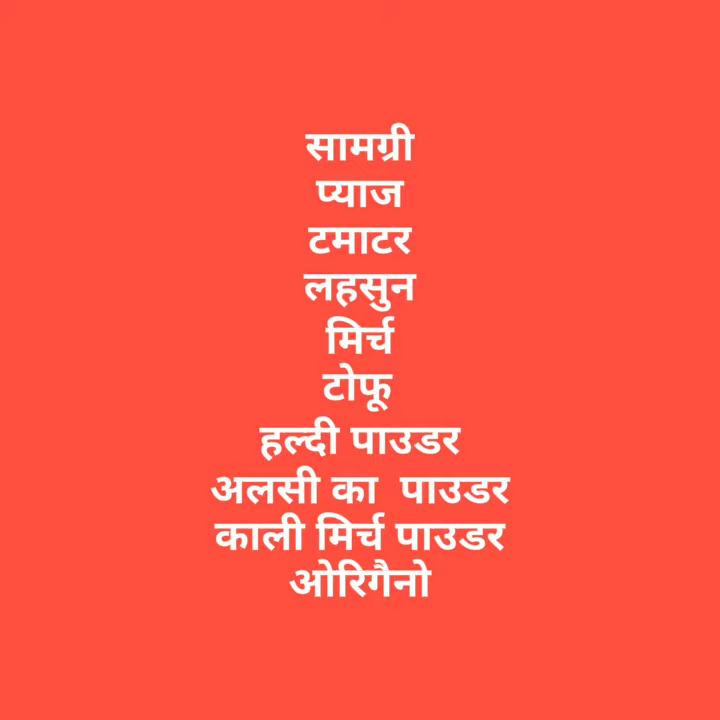 सामग्री
प्याज
टमाटर
लहसुन
मिर्च
टोफू
हल्दी पाउडर
अलसी का  पाउडर
काली मिर्च पाउडर
ओरिगैनो